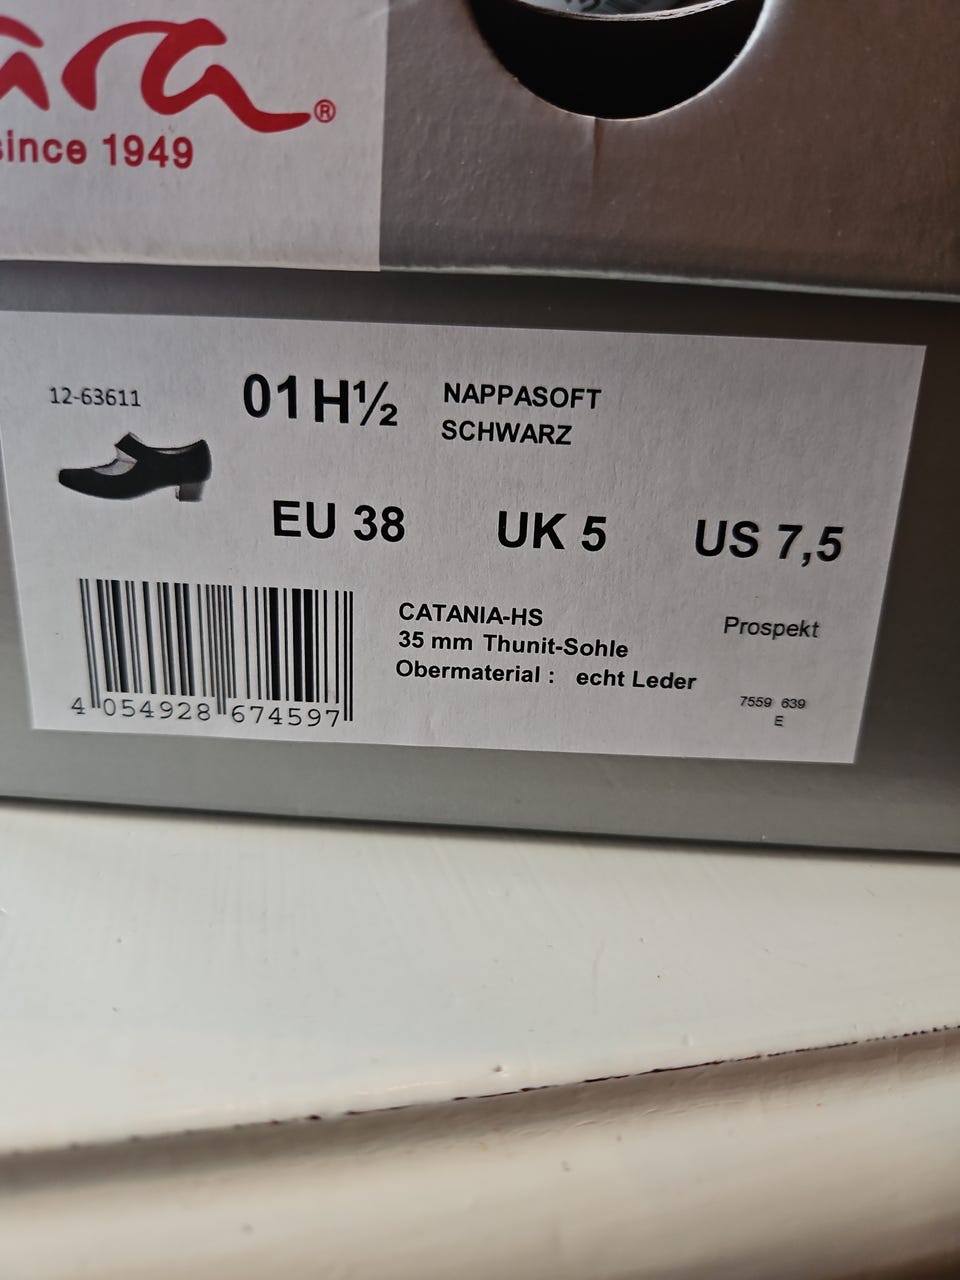 ara®
since 1949
12-63611
01 H½
NAPPASOFT
SCHWARZ
EU 38 UK 5 US 7,5
CATANIA-HS
35 mm Thunit-Sohle
Obermaterial : echt Leder
Prospekt
7559 639
E
4 054928 674597